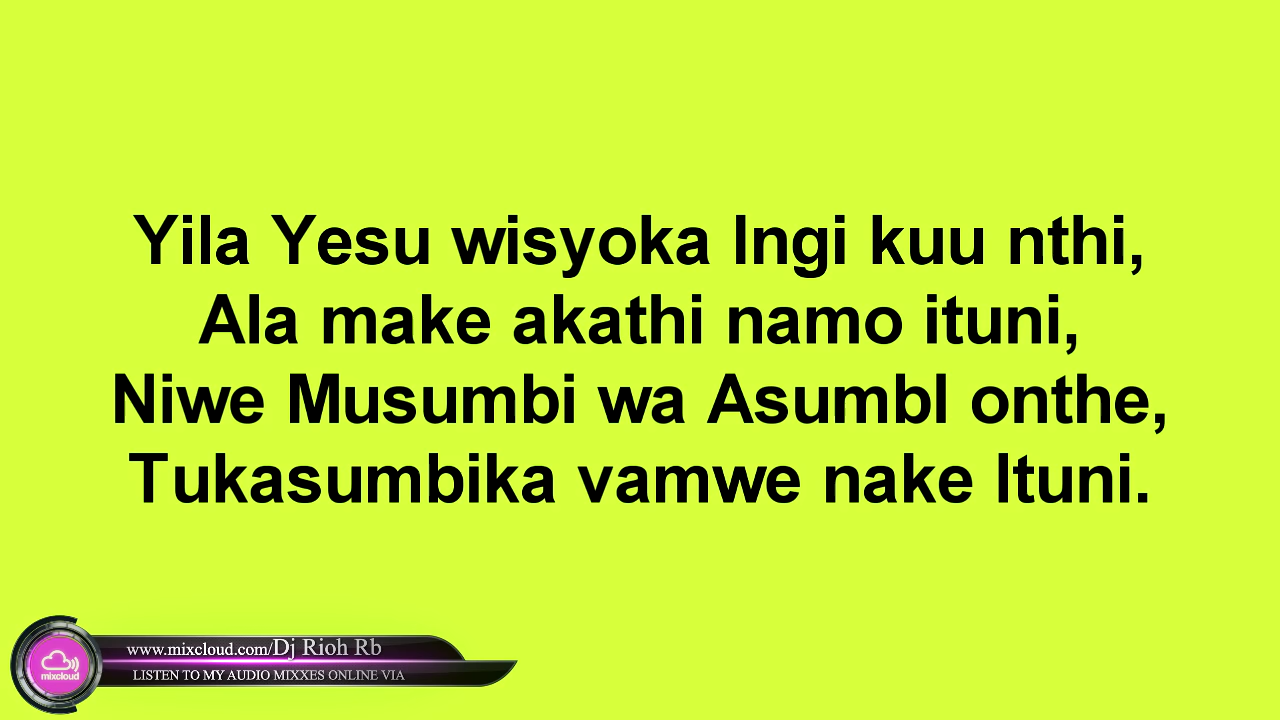 Yila Yesu wisyoka Ingi kuu nthi,
Ala make akathi namo ituni,
Niwe Musumbi wa Asumbl onthe,
Tukasumbika vamwe nake Ituni.
www.mixcloud.com/Dj Rioh Rb
mixcloud
LISTEN TO MY AUDIO MIXXES ONLINE VIA